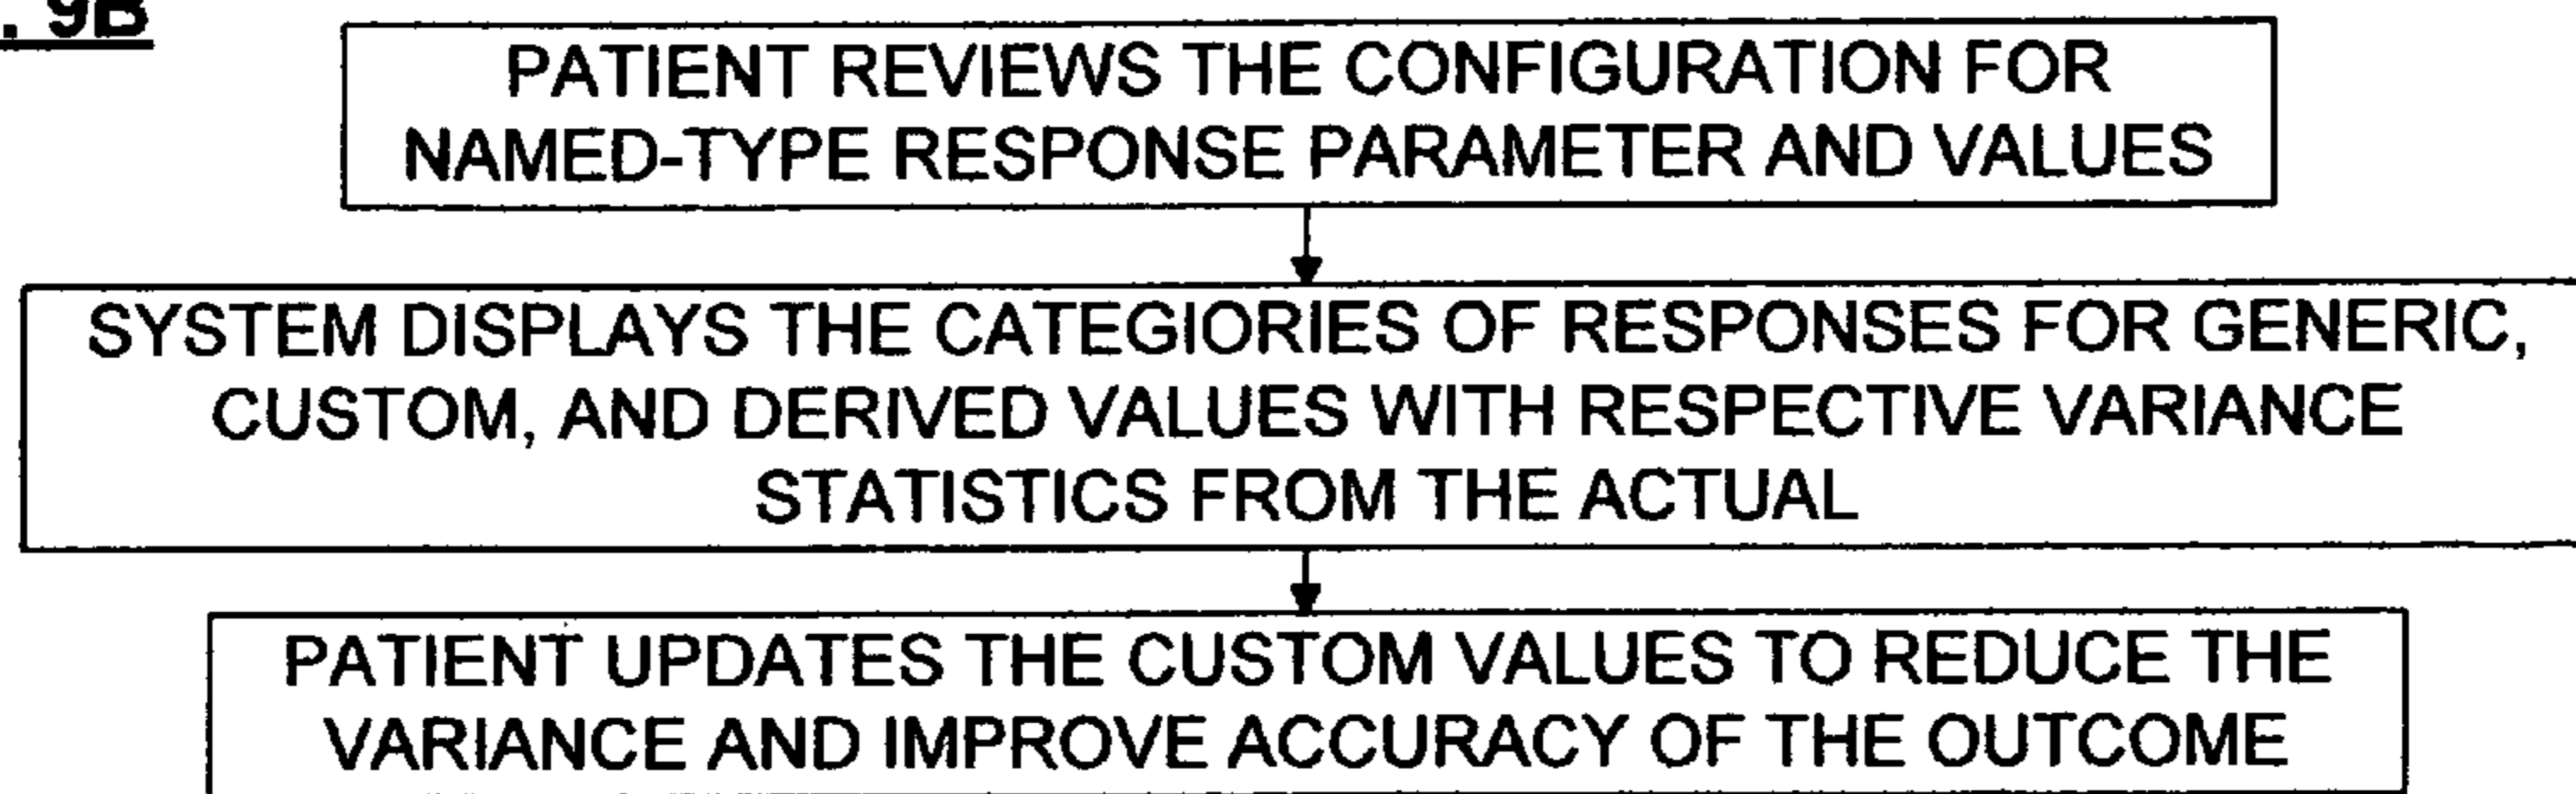 . 9B
PATIENT REVIEWS THE CONFIGURATION FOR
NAMED-TYPE RESPONSE PARAMETER AND VALUES
SYSTEM DISPLAYS THE CATEGIORIES OF RESPONSES FOR GENERIC,
CUSTOM, AND DERIVED VALUES WITH RESPECTIVE VARIANCE
STATISTICS FROM THE ACTUAL
PATIENT UPDATES THE CUSTOM VALUES TO REDUCE THE
VARIANCE AND IMPROVE ACCURACY OF THE OUTCOME